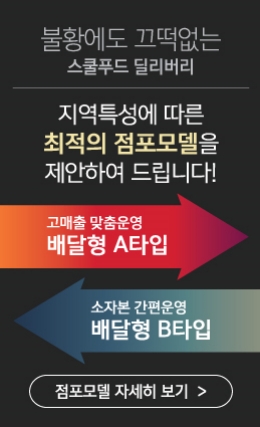 불황에도 끄떡없는
스쿨푸드 딜리버리
지역특성에 따른
최적의 점포모델을
제안하여 드립니다!
고매출 맞춤운영
배달형 A타입
소자본 간편운영
배달형 B타입
점포모델 자세히 보기 >